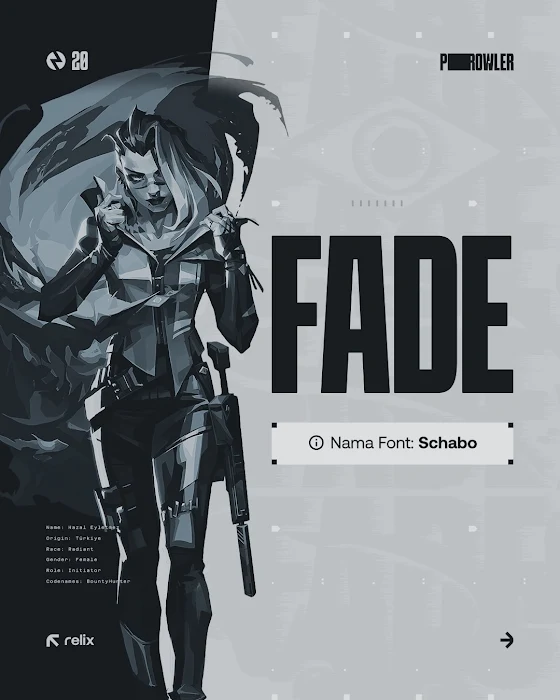 20
FADE
Nama Font: Schabo
Name: Hazal Eyletmez
Origin: Türkiye
Race: Radiant
Gender: Female
Role: Initiator
Codenames: BountyHunter
relix